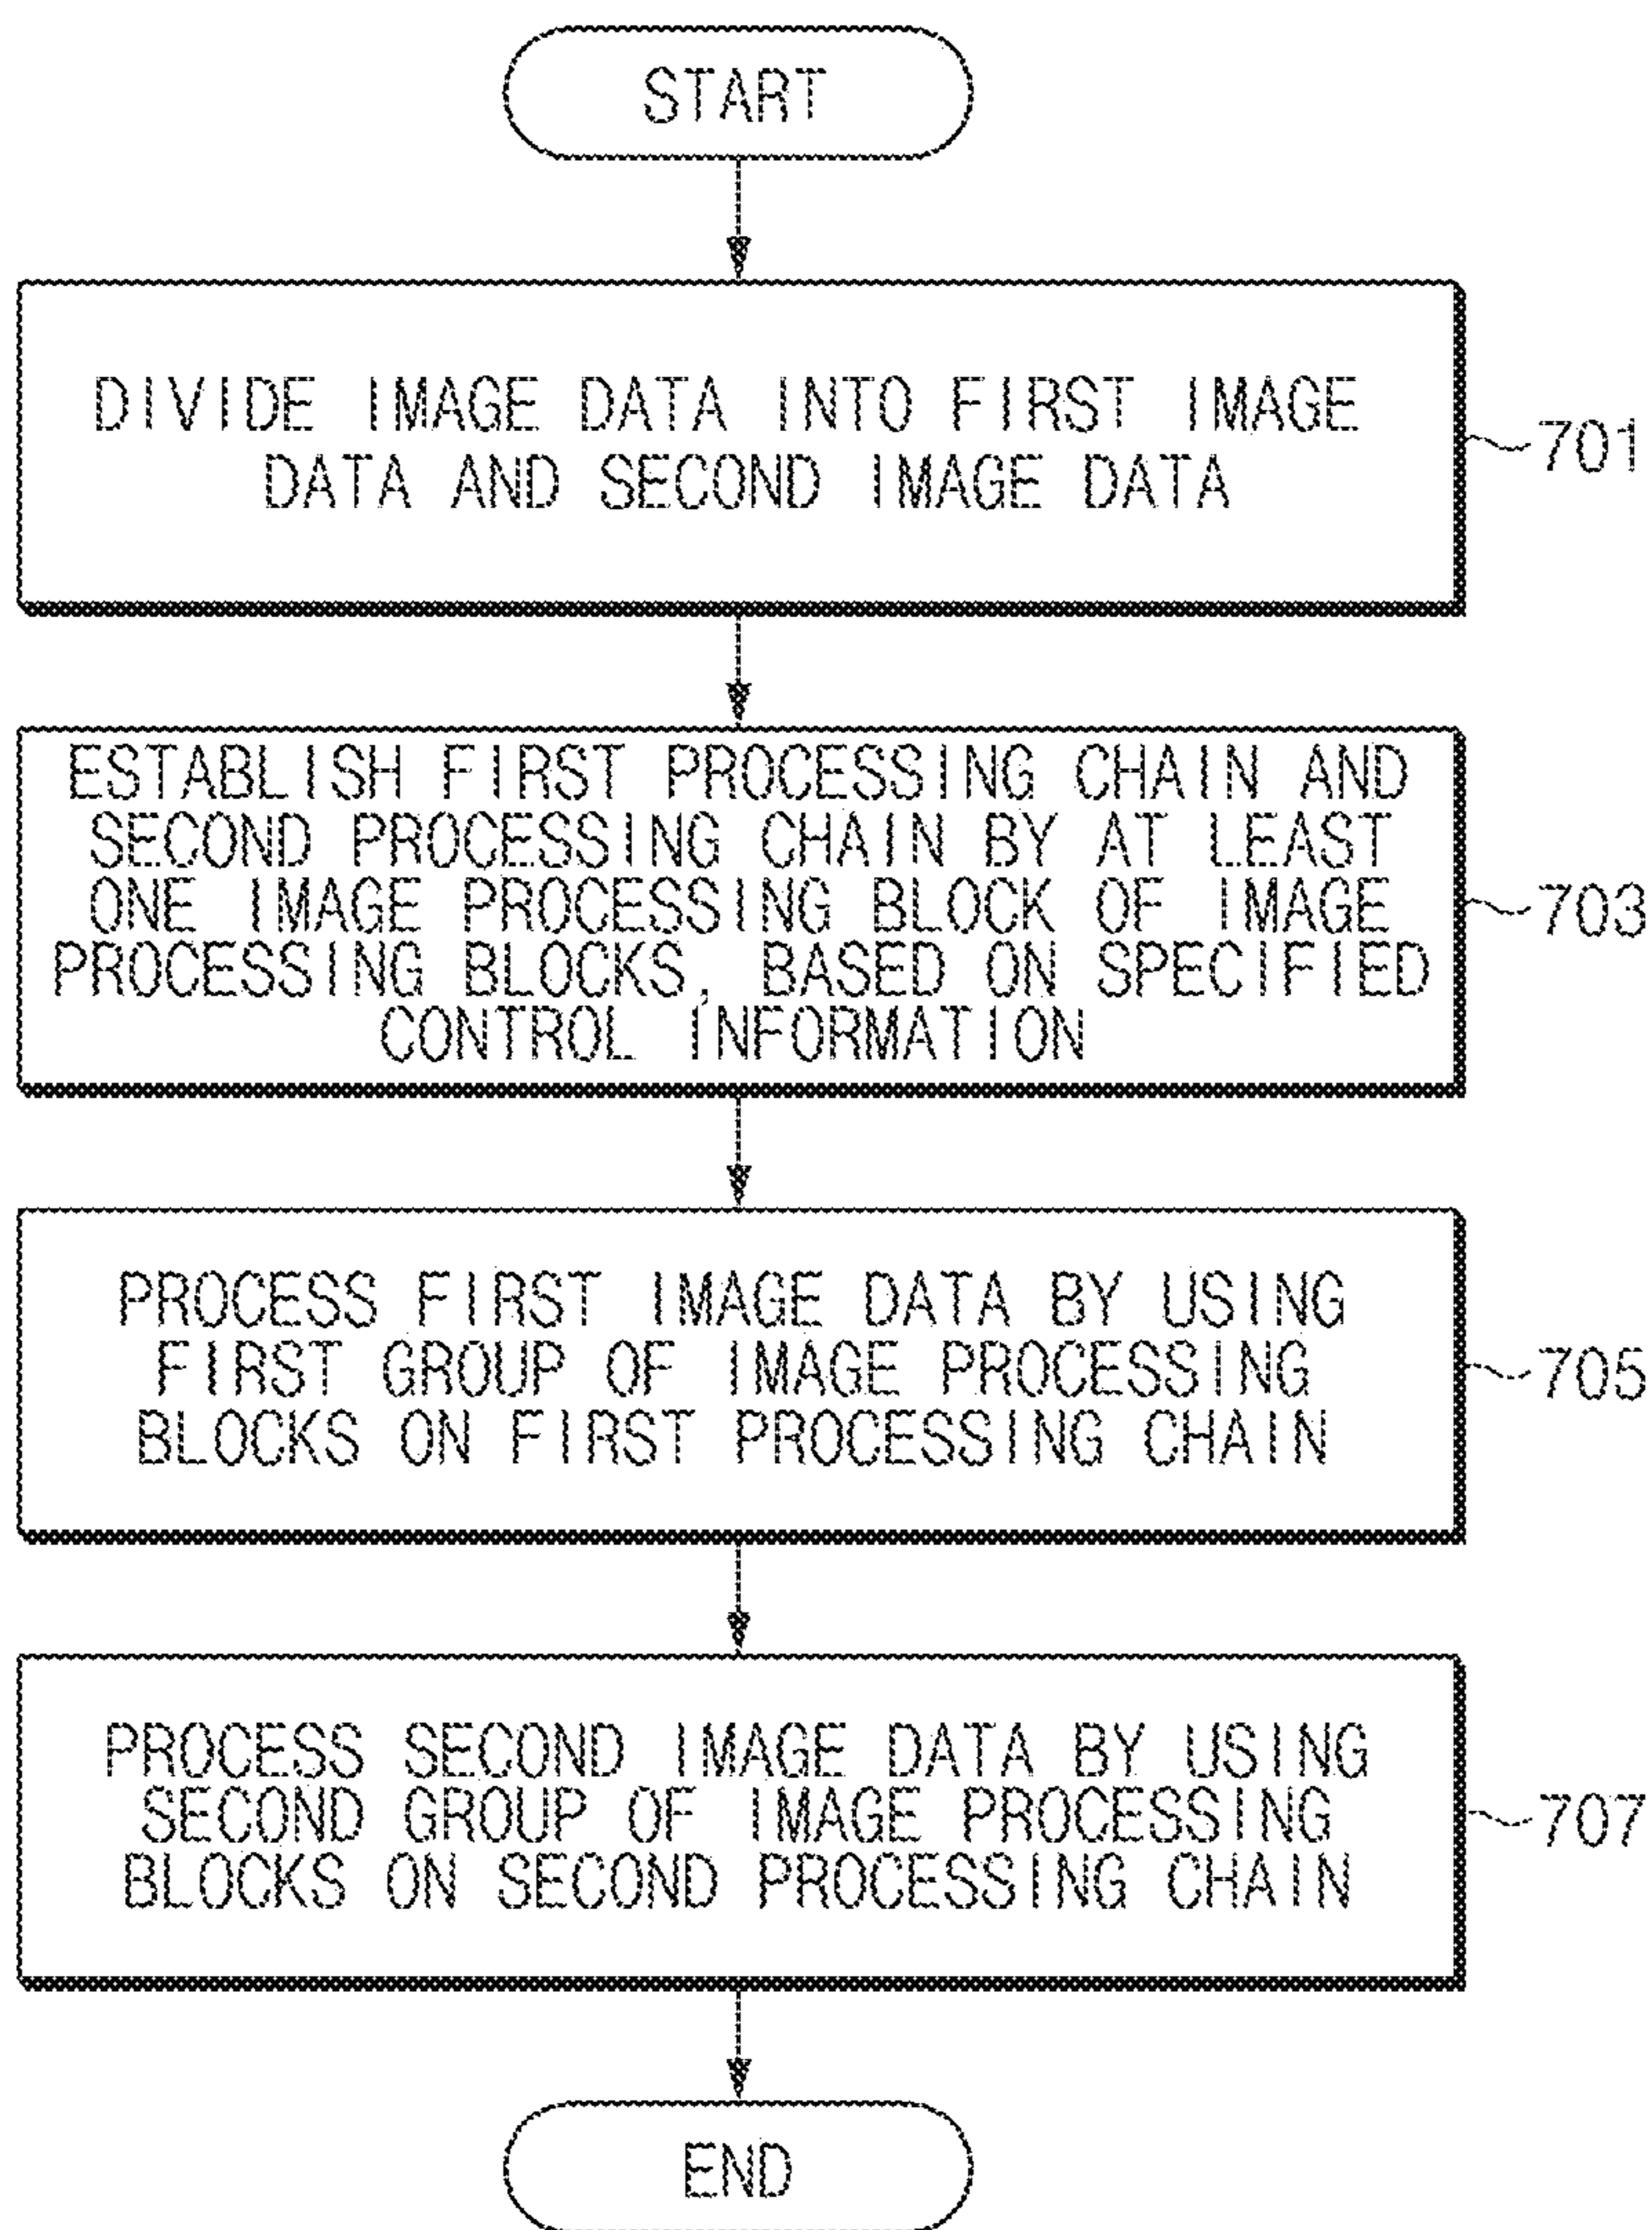 START
DIVIDE IMAGE DATA INTO FIRST IMAGE
DATA AND SECOND IMAGE DATA
701
ESTABLISH FIRST PROCESSING CHAIN AND
SECOND PROCESSING CHAIN BY AT LEAST
ONE IMAGE PROCESSING BLOCK OF IMAGE
PROCESSING BLOCKS, BASED ON SPECIFIED
CONTROL INFORMATION
703
PROCESS FIRST IMAGE DATA BY USING
FIRST GROUP OF IMAGE PROCESSING
BLOCKS ON FIRST PROCESSING CHAIN
705
PROCESS SECOND IMAGE DATA BY USING
SECOND GROUP OF IMAGE PROCESSING
BLOCKS ON SECOND PROCESSING CHAIN
707
END